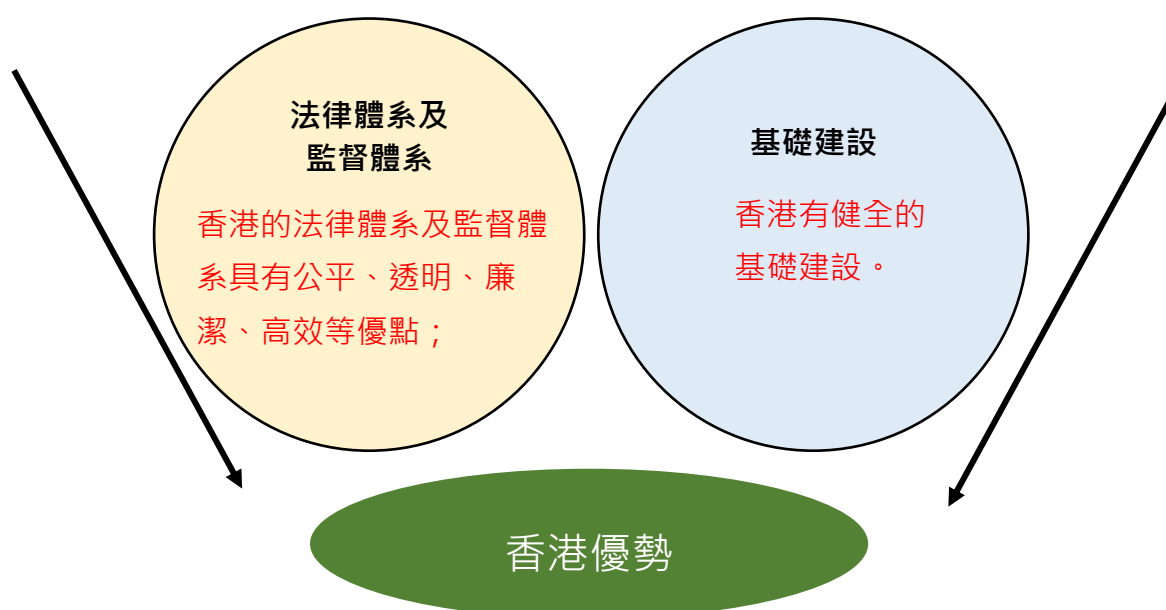 法律體系及
監督體系
香港的法律體系及監督體
系具有公平、透明、廉
潔、高效等優點；
基礎建設
香港有健全的
基礎建設。
香港優勢